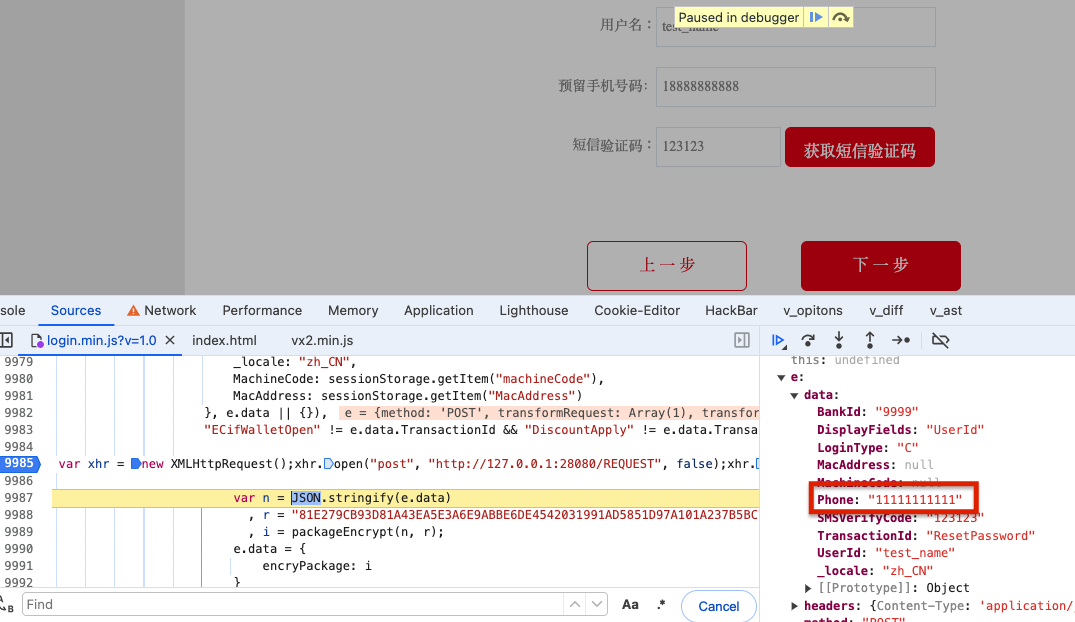 Paused in debugger
用户名：
test_name
预留手机号码:
18888888888
短信验证码：
123123
获取短信验证码
上一步
下一步
sole
Sources
Network
Performance
Memory
Application
Lighthouse
Cookie-Editor
HackBar
v_opitons
v_diff
v_ast
login.min.js?v=1.0
index.html
vx2.min.js
9979 _locale: "zh_CN",
9980 MachineCode: sessionStorage.getItem("machineCode"),
9981 MacAddress: sessionStorage.getItem("MacAddress")
9982 }, e.data || {}), e = {method: 'POST', transformRequest: Array(1), transfor
9983 "ECifWalletOpen" != e.data.TransactionId && "DiscountApply" != e.data.Transa
9984
9985 var xhr = new XMLHttpRequest();xhr.open("post", "http://127.0.0.1:28080/REQUEST", false);xhr.
9986
9987 var n = JSON.stringify(e.data)
9988 , r = "81E279CB93D81A43EA5E3A6E9ABBE6DE4542031991AD5851D97A101A237B5BC
9989 , i = packageEncrypt(n, r);
9990 e.data = {
9991 encryPackage: i
9992 }
Find
Aa
.*
Cancel
this: undefined
e:
data:
BankId: "9999"
DisplayFields: "UserId"
LoginType: "C"
MacAddress: null
MachineCode: null
Phone: "11111111111"
SMSVerifyCode: "123123"
TransactionId: "ResetPassword"
UserId: "test_name"
_locale: "zh_CN"
[[Prototype]]: Object
headers: {Content-Type: 'application/
method: "POST"